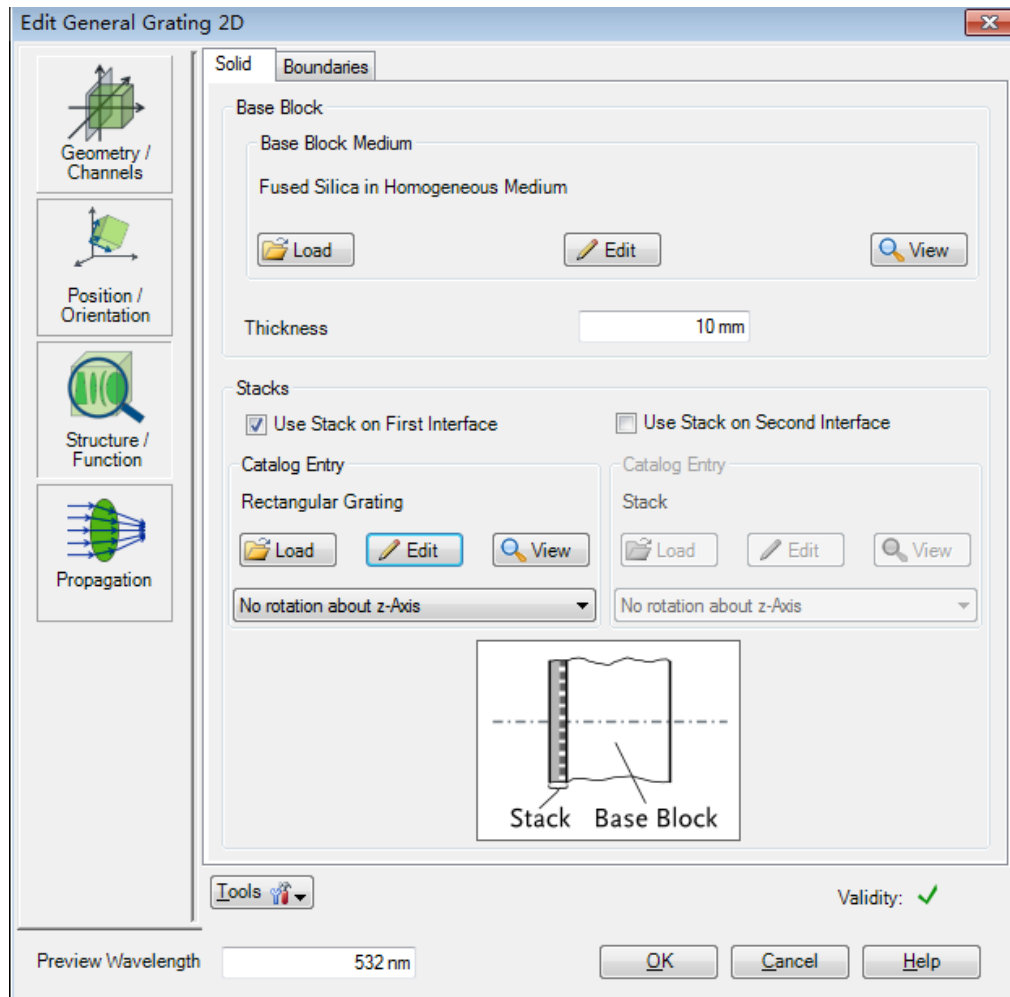 Edit General Grating 2D
Geometry /
Channels
Position /
Orientation
Structure /
Function
Propagation
Solid Boundaries
Base Block
Base Block Medium
Fused Silica in Homogeneous Medium
Load Edit View
Thickness 10 mm
Stacks
Use Stack on First Interface Use Stack on Second Interface
Catalog Entry Catalog Entry
Rectangular Grating Stack
Load Edit View Load Edit View
No rotation about z-Axis No rotation about z-Axis
Stack Base Block
Tools Validity:
Preview Wavelength 532 nm OK Cancel Help